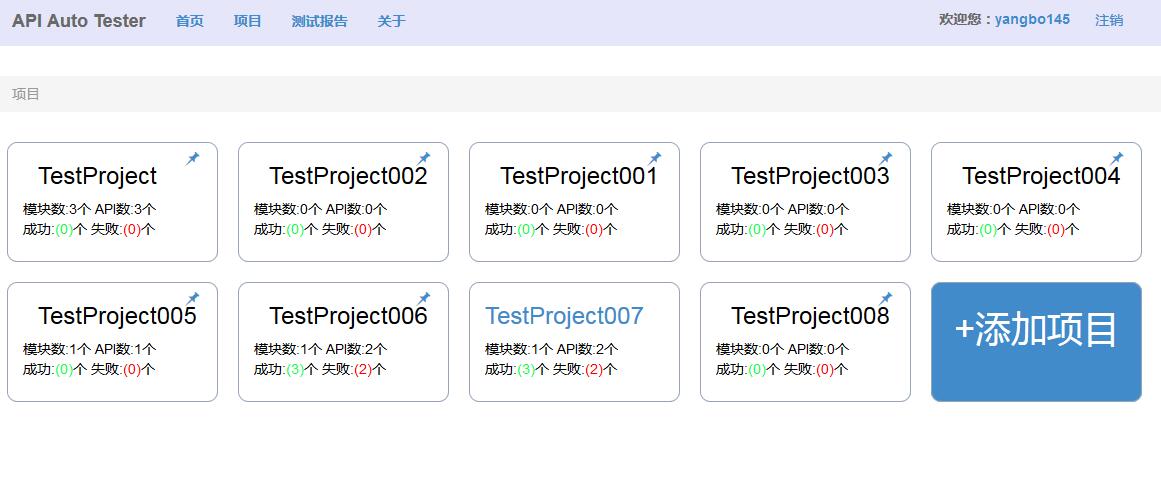 API Auto Tester 首页 项目 测试报告 关于 欢迎您：yangbo145 注销
项目
TestProject
模块数:3个 API数:3个
成功:(0)个 失败:(0)个
TestProject002
模块数:0个 API数:0个
成功:(0)个 失败:(0)个
TestProject001
模块数:0个 API数:0个
成功:(0)个 失败:(0)个
TestProject003
模块数:0个 API数:0个
成功:(0)个 失败:(0)个
TestProject004
模块数:0个 API数:0个
成功:(0)个 失败:(0)个
TestProject005
模块数:1个 API数:1个
成功:(0)个 失败:(0)个
TestProject006
模块数:1个 API数:2个
成功:(3)个 失败:(2)个
TestProject007
模块数:1个 API数:2个
成功:(3)个 失败:(2)个
TestProject008
模块数:0个 API数:0个
成功:(0)个 失败:(0)个
+添加项目